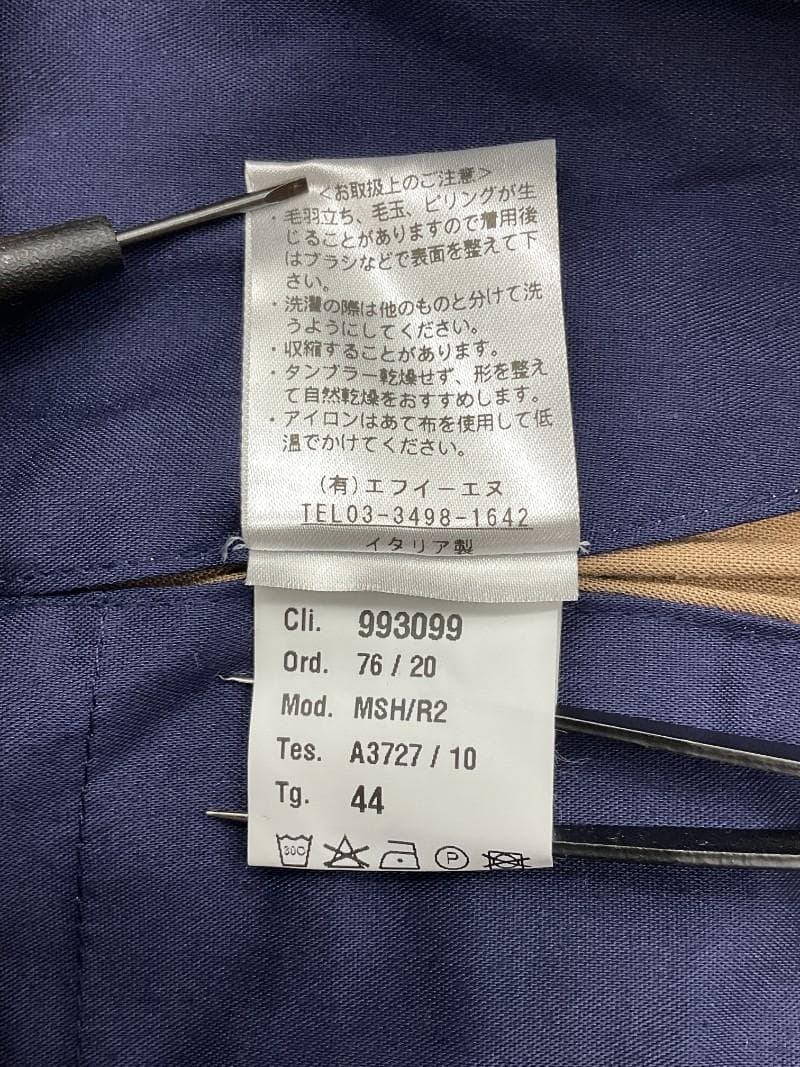 <お取扱上のご注意>
・毛羽立ち、毛玉、ピリングが生
じることがありますので着用後
はブラシなどで表面を整えて下
さい。
・洗濯の際は他のものと分けて洗
うようにしてください。
・収縮することがあります。
・タンブラー乾燥せず、形を整え
て自然乾燥をおすすめします。
・アイロンはあて布を使用して低
温でかけてください。
(有)エフイーエヌ
TEL03-3498-1642
イタリア製
Cli. 993099
Ord. 76 / 20
Mod. MSH/R2
Tes. A3727 / 10
Tg. 44
30C
P